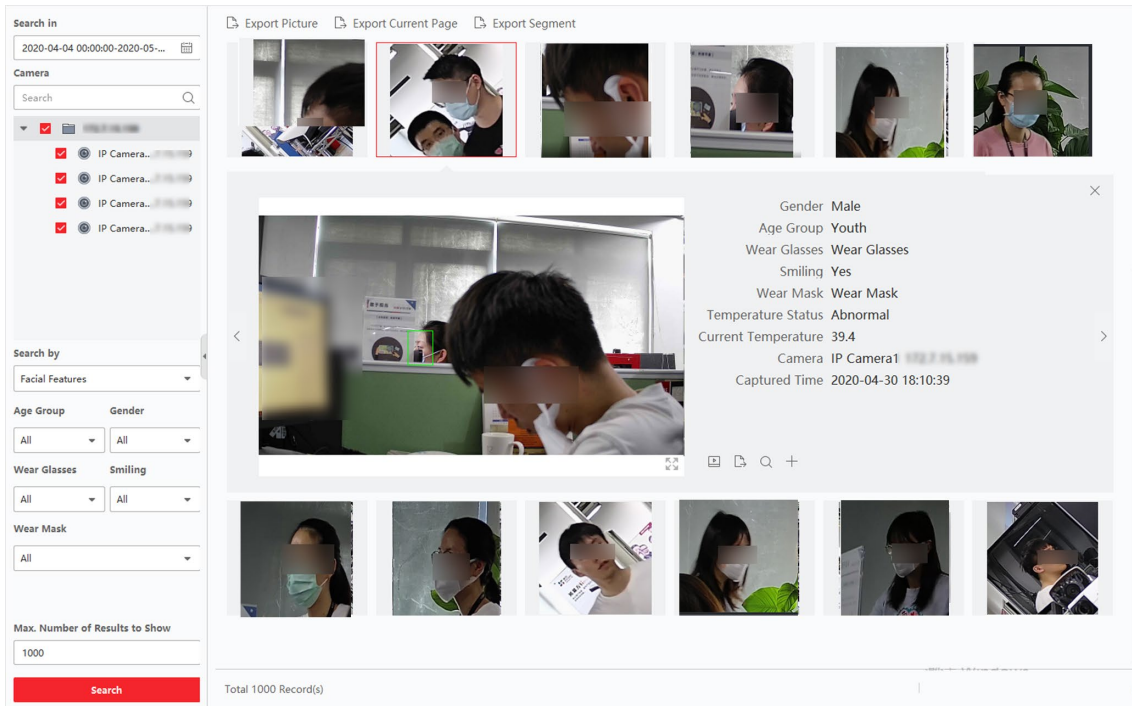 Search in
2020-04-04 00:00:00-2020-05-...
Camera
Search
IP Camera..
IP Camera..
IP Camera..
IP Camera..
Search by
Facial Features
Age Group Gender
All All
Wear Glasses Smiling
All All
Wear Mask
All
Max. Number of Results to Show
1000
Search
Export Picture Export Current Page Export Segment
Gender Male
Age Group Youth
Wear Glasses Wear Glasses
Smiling Yes
Wear Mask Wear Mask
Temperature Status Abnormal
Current Temperature 39.4
Camera IP Camera1
Captured Time 2020-04-30 18:10:39
Total 1000 Record(s)